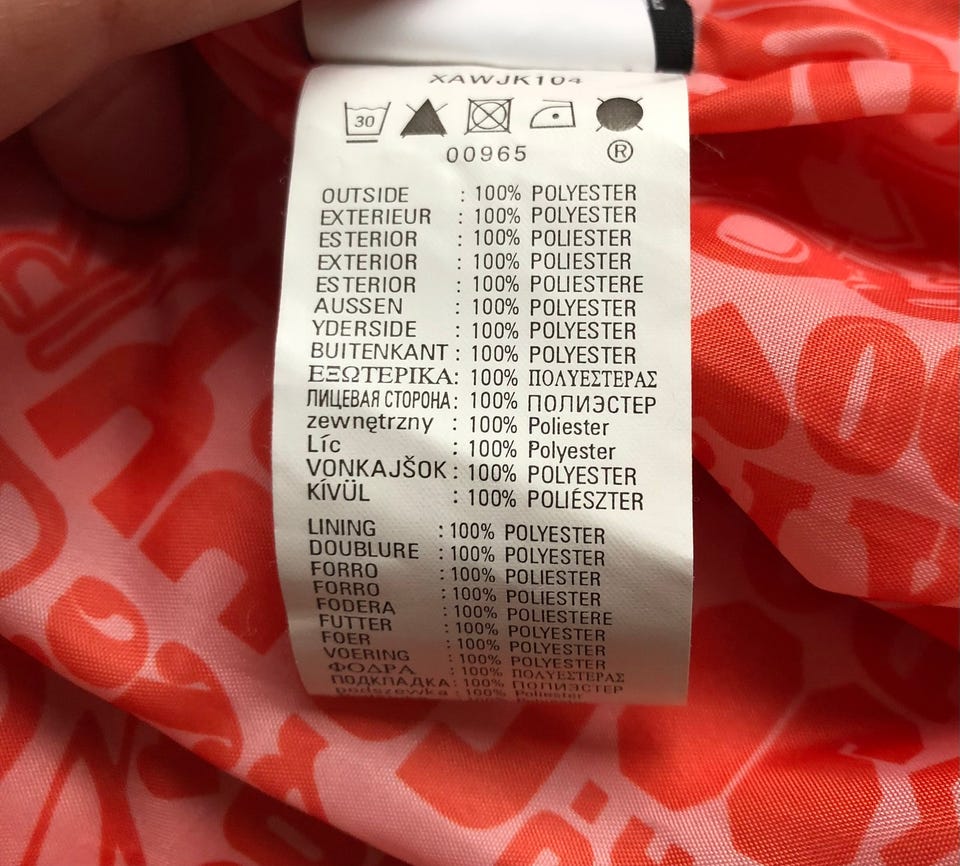 XAWJK104
30
00965 ®
OUTSIDE : 100% POLYESTER
EXTERIEUR : 100% POLYESTER
ESTERIOR : 100% POLIESTER
EXTERIOR : 100% POLIESTER
ESTERIOR : 100% POLIESTERE
AUSSEN : 100% POLYESTER
YDERSIDE : 100% POLYESTER
BUITENKANT : 100% POLYESTER
ΕΞΩΤΕΡΙΚΑ: 100% ΠΟΛΥΕΣΤΕΡΑΣ
ЛИЦЕВАЯ СТОРОНА: 100% ПОЛИЭСТЕР
zewnętrzny : 100% Poliester
Líc : 100% Polyester
VONKAJŠOK : 100% POLYESTER
KÍVÜL : 100% POLIÉSZTER
LINING : 100% POLYESTER
DOUBLURE : 100% POLYESTER
FORRO : 100% POLIESTER
FORRO : 100% POLIESTER
FODERA : 100% POLIESTERE
FUTTER : 100% POLYESTER
FOER : 100% POLYESTER
VOERING : 100% POLYESTER
ΦΟΔΡΑ : 100% ΠΟΛΥΕΣΤΕΡΑΣ
ПОДКЛАДКА : 100% ПОЛИЭСТЕР
podszewka : 100% Poliester